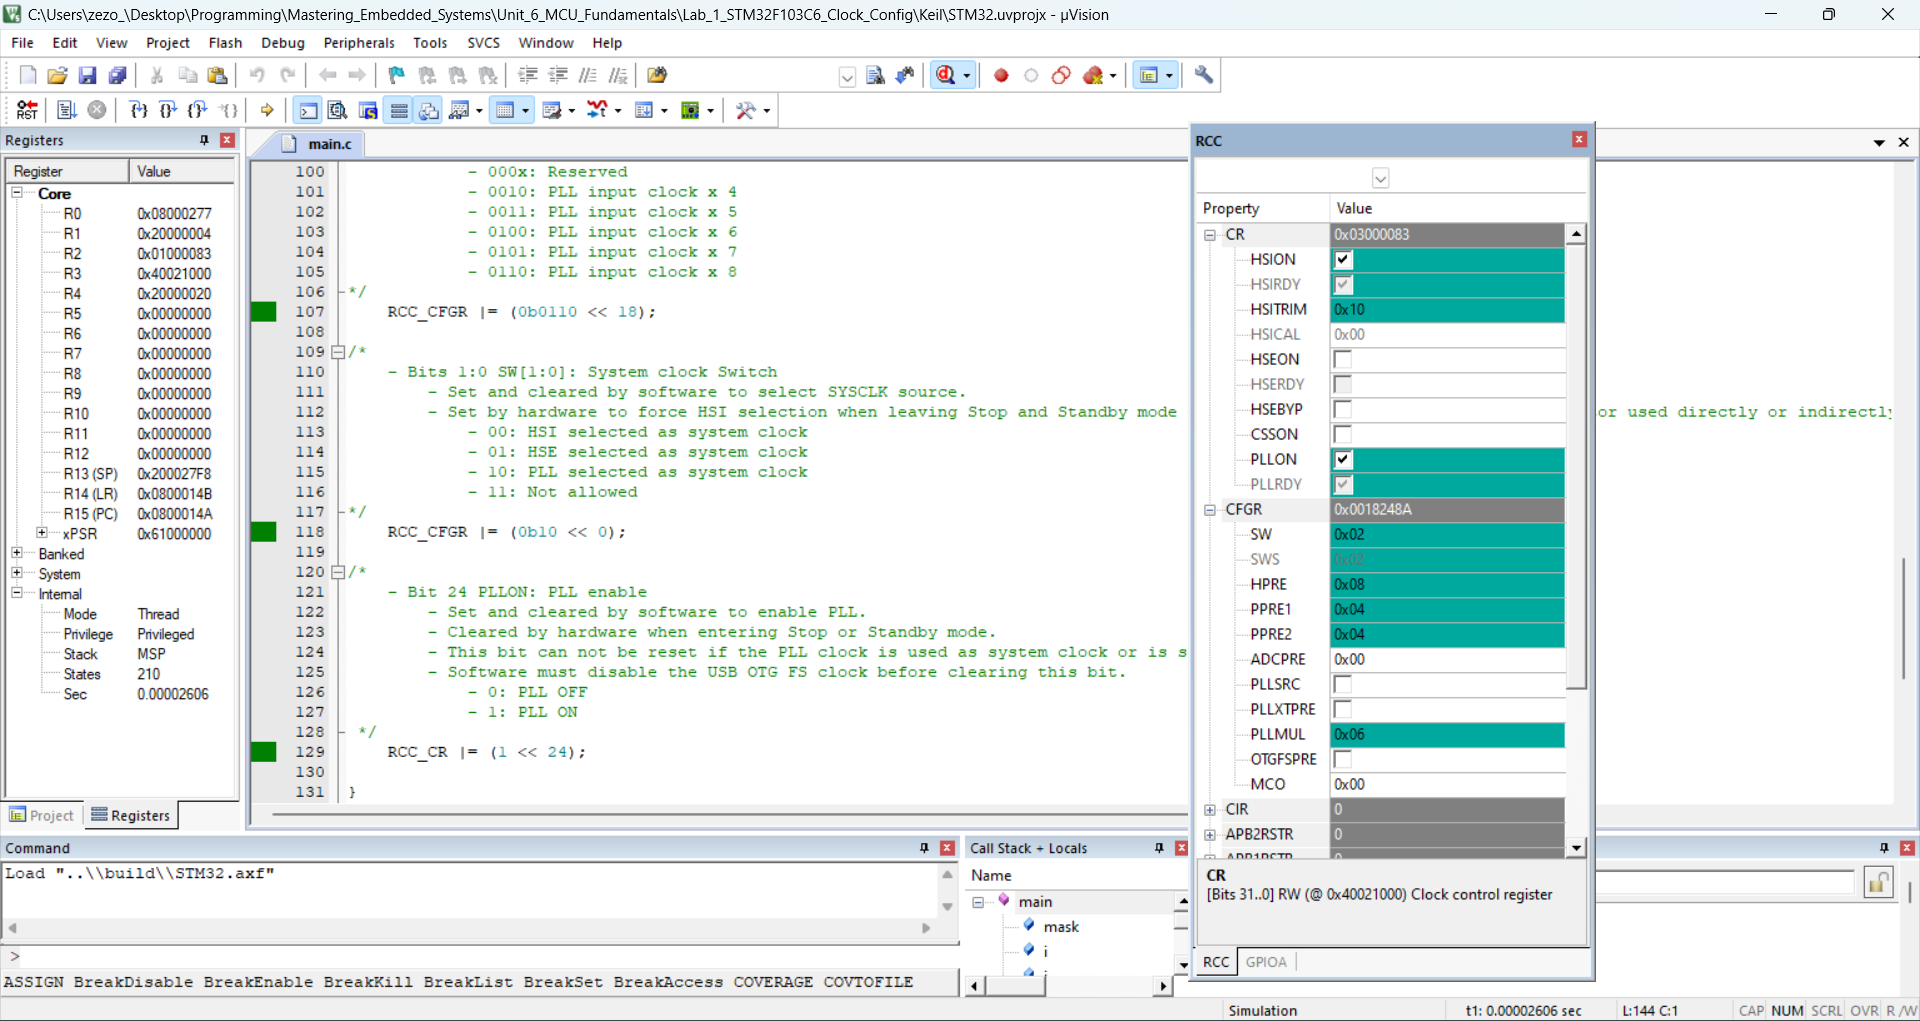 C:\Users\zezo_\Desktop\Programming\Mastering_Embedded_Systems\Unit_6_MCU_Fundamentals\Lab_1_STM32F103C6_Clock_Config\Keil\STM32.uvprojx - µVision
File Edit View Project Flash Debug Peripherals Tools SVCS Window Help
RST
Registers
Register Value
Core
R0 0x08000277
R1 0x20000004
R2 0x01000083
R3 0x40021000
R4 0x20000020
R5 0x00000000
R6 0x00000000
R7 0x00000000
R8 0x00000000
R9 0x00000000
R10 0x00000000
R11 0x00000000
R12 0x00000000
R13 (SP) 0x200027F8
R14 (LR) 0x0800014B
R15 (PC) 0x0800014A
xPSR 0x61000000
Banked
System
Internal
Mode Thread
Privilege Privileged
Stack MSP
States 210
Sec 0.00002606
Project Registers
main.c
100 - 000x: Reserved
101 - 0010: PLL input clock x 4
102 - 0011: PLL input clock x 5
103 - 0100: PLL input clock x 6
104 - 0101: PLL input clock x 7
105 - 0110: PLL input clock x 8
106 */
107 RCC_CFGR |= (0b0110 << 18);
108
109 /*
110 - Bits 1:0 SW[1:0]: System clock Switch
111 - Set and cleared by software to select SYSCLK source.
112 - Set by hardware to force HSI selection when leaving Stop and Standby mode or used directly or indirectly
113 - 00: HSI selected as system clock
114 - 01: HSE selected as system clock
115 - 10: PLL selected as system clock
116 - 11: Not allowed
117 */
118 RCC_CFGR |= (0b10 << 0);
119
120 /*
121 - Bit 24 PLLON: PLL enable
122 - Set and cleared by software to enable PLL.
123 - Cleared by hardware when entering Stop or Standby mode.
124 - This bit can not be reset if the PLL clock is used as system clock or is s
125 - Software must disable the USB OTG FS clock before clearing this bit.
126 - 0: PLL OFF
127 - 1: PLL ON
128 */
129 RCC_CR |= (1 << 24);
130
131 }
RCC
Property Value
CR 0x03000083
HSION
HSIRDY
HSITRIM 0x10
HSICAL 0x00
HSEON
HSERDY
HSEBYP
CSSON
PLLON
PLLRDY
CFGR 0x0018248A
SW 0x02
SWS 0x02
HPRE 0x08
PPRE1 0x04
PPRE2 0x04
ADCPRE 0x00
PLLSRC
PLLXTPRE
PLLMUL 0x06
OTGFSPRE
MCO 0x00
CIR 0
APB2RSTR 0
APB1RSTR 0
CR
[Bits 31..0] RW (@ 0x40021000) Clock control register
RCC GPIOA
Command
Load "..\\build\\STM32.axf"
>
ASSIGN BreakDisable BreakEnable BreakKill BreakList BreakSet BreakAccess COVERAGE COVTOFILE
Call Stack + Locals
Name
main
mask
i
Simulation t1: 0.00002606 sec L:144 C:1 CAP NUM SCRL OVR R/W